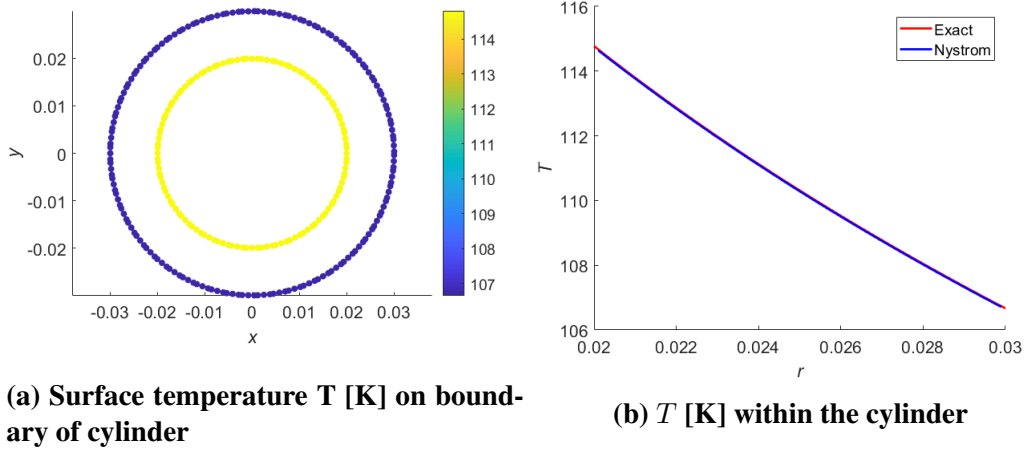 0.02
0.01
0
-0.01
-0.02
y
-0.03 -0.02 -0.01 0 0.01 0.02 0.03
x
114
113
112
111
110
109
108
107
116
114
112
110
108
106
T
0.02 0.022 0.024 0.026 0.028 0.03
r
Exact
Nystrom
(a) Surface temperature T [K] on bound-
ary of cylinder
(b) T [K] within the cylinder